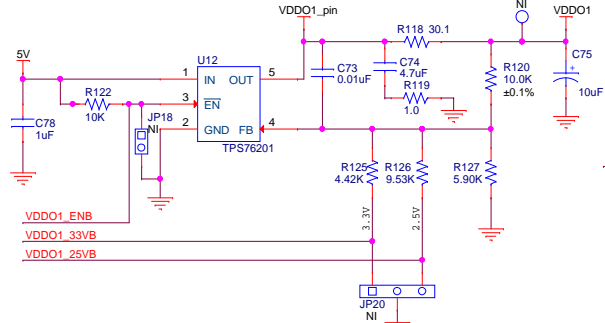 VDDO1_pin
NI
VDDO1
R118 30.1
5V
U12
C73
0.01uF
C74
4.7uF
R120
10.0K
±0.1%
C75
+
10uF
1
IN
OUT
5
R122
10K
3
EN
R119
1.0
C78
1uF
JP18
NI
2
GND
FB
4
TPS76201
R125
4.42K
R126
9.53K
R127
5.90K
3.3V
2.5V
VDDO1_ENB
VDDO1_33VB
VDDO1_25VB
JP20
NI